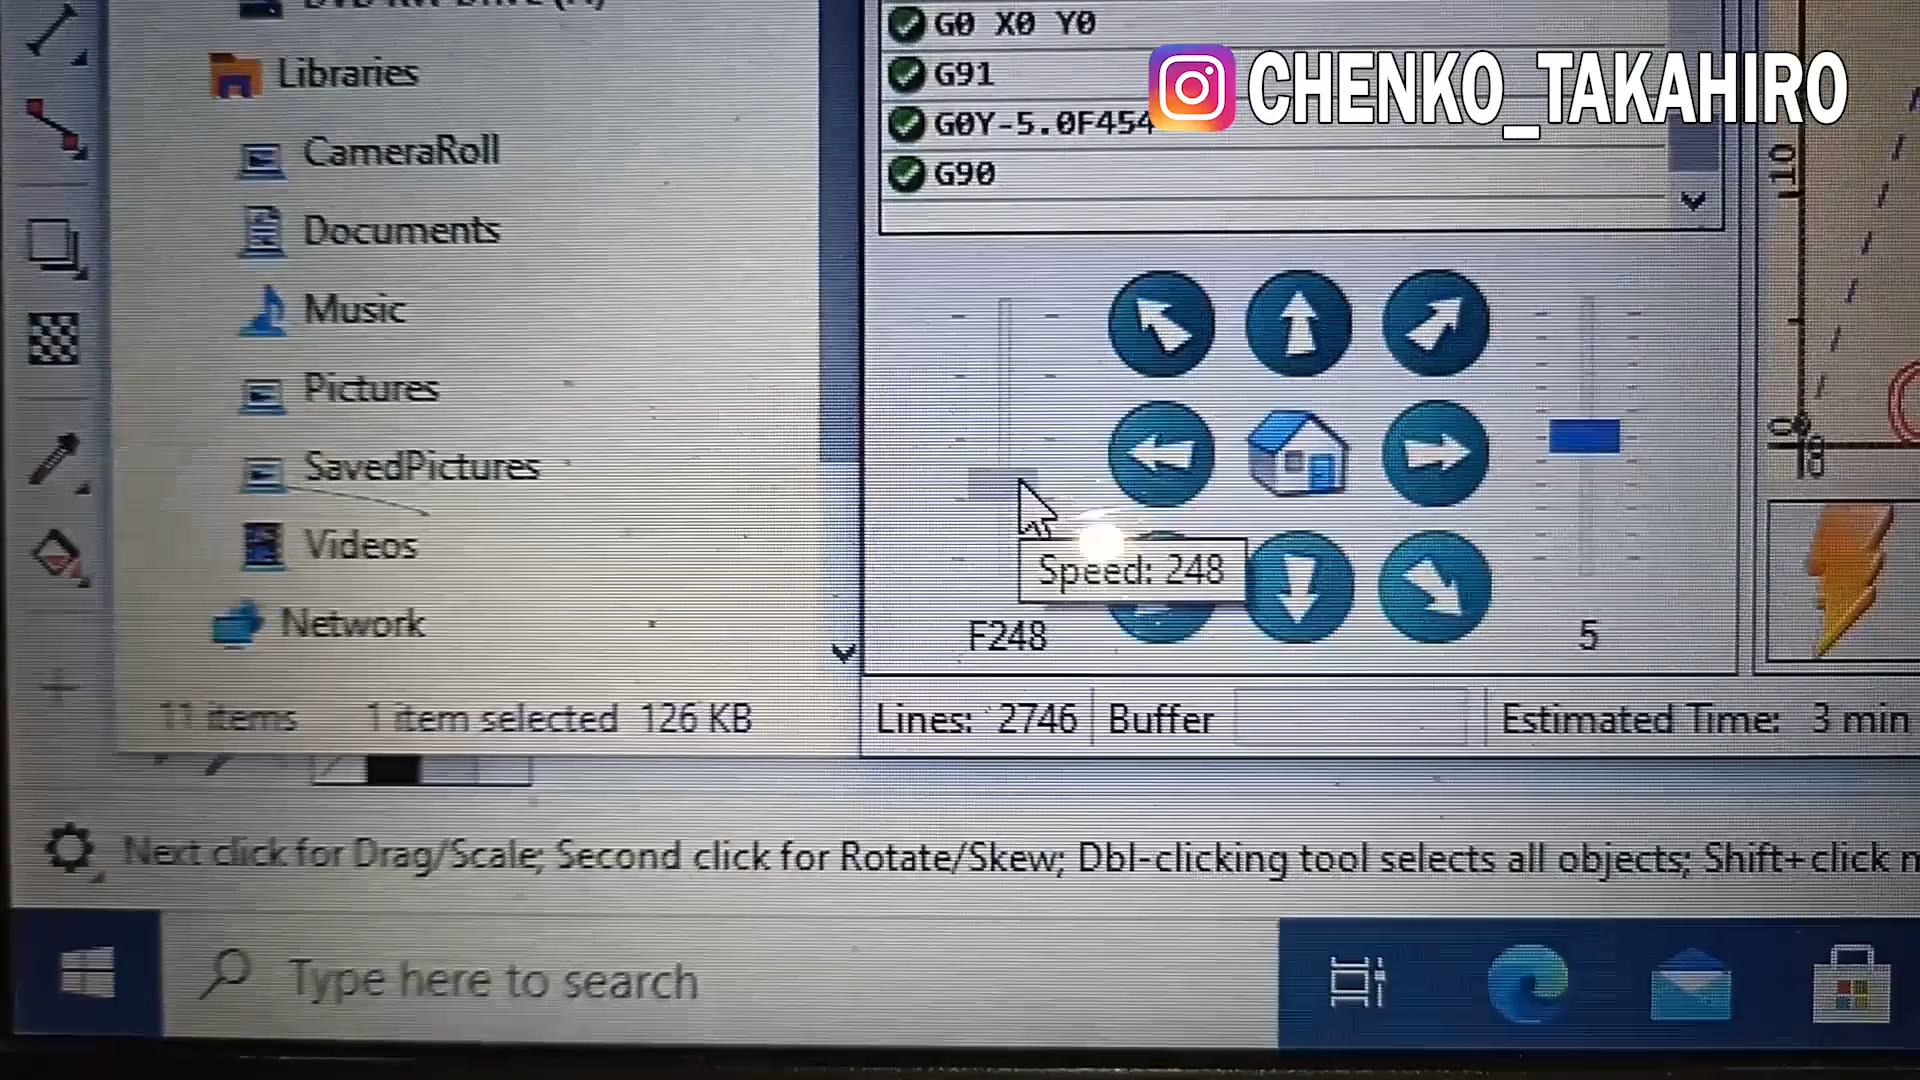 G0 X0 Y0
Libraries
G91
CHENKO_TAKAHIRO
G0Y-5.0F454
CameraRoll
G90
Documents
Music
Pictures
SavedPictures
Videos
Speed: 248
Network
F248
5
11 items 1 item selected 126 KB
Lines: 2746 Buffer Estimated Time: 3 min
Next click for Drag/Scale; Second click for Rotate/Skew; Dbl-clicking tool selects all objects; Shift+click
Type here to search
10
0